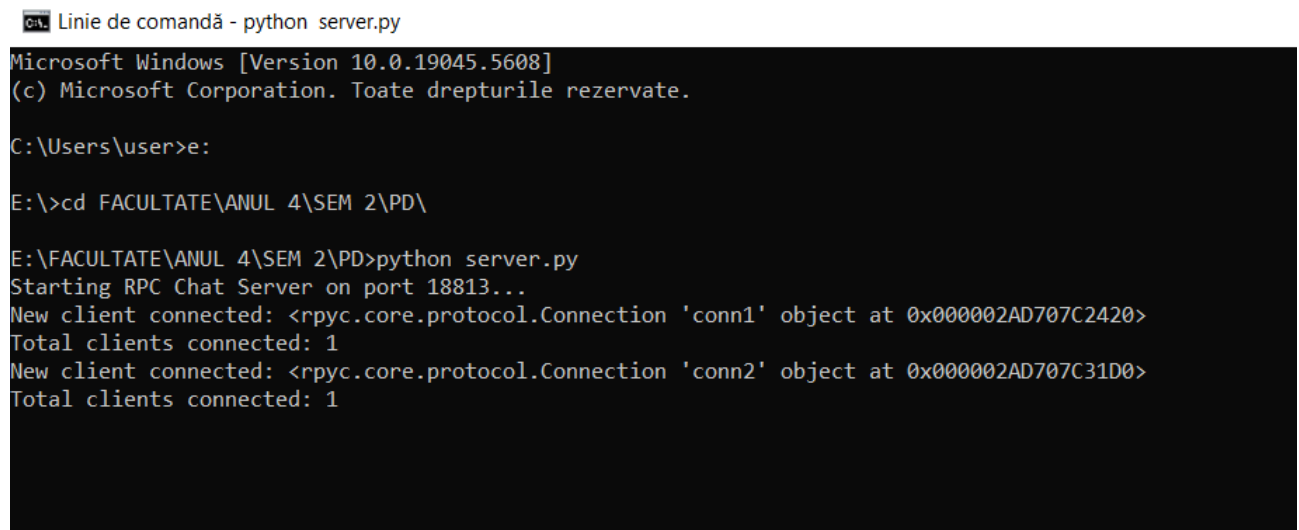 Linie de comandă - python server.py
Microsoft Windows [Version 10.0.19045.5608]
(c) Microsoft Corporation. Toate drepturile rezervate.
C:\Users\user>e:
E:\>cd FACULTATE\ANUL 4\SEM 2\PD\
E:\FACULTATE\ANUL 4\SEM 2\PD>python server.py
Starting RPC Chat Server on port 18813...
New client connected: <rpyc.core.protocol.Connection 'conn1' object at 0x000002AD707C2420>
Total clients connected: 1
New client connected: <rpyc.core.protocol.Connection 'conn2' object at 0x000002AD707C31D0>
Total clients connected: 1